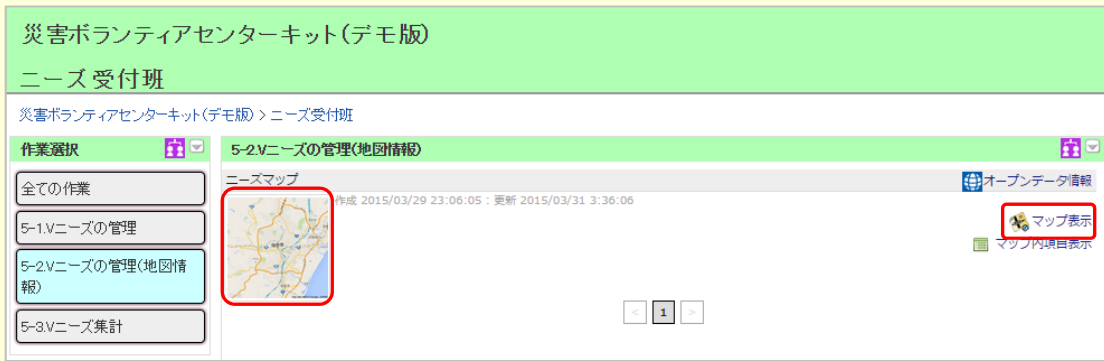 災害ボランティアセンターキット(デモ版)
ニーズ受付班
災害ボランティアセンターキット(デモ版) > ニーズ受付班
作業選択
全ての作業
5-1.Vニーズの管理
5-2.Vニーズの管理(地図情
報)
5-3.Vニーズ集計
5-2.Vニーズの管理(地図情報)
ニーズマップ
オープンデータ情報
作成 2015/03/29 23:06:05 : 更新 2015/03/31 3:36:06
マップ表示
マップ内項目表示
< 1 >